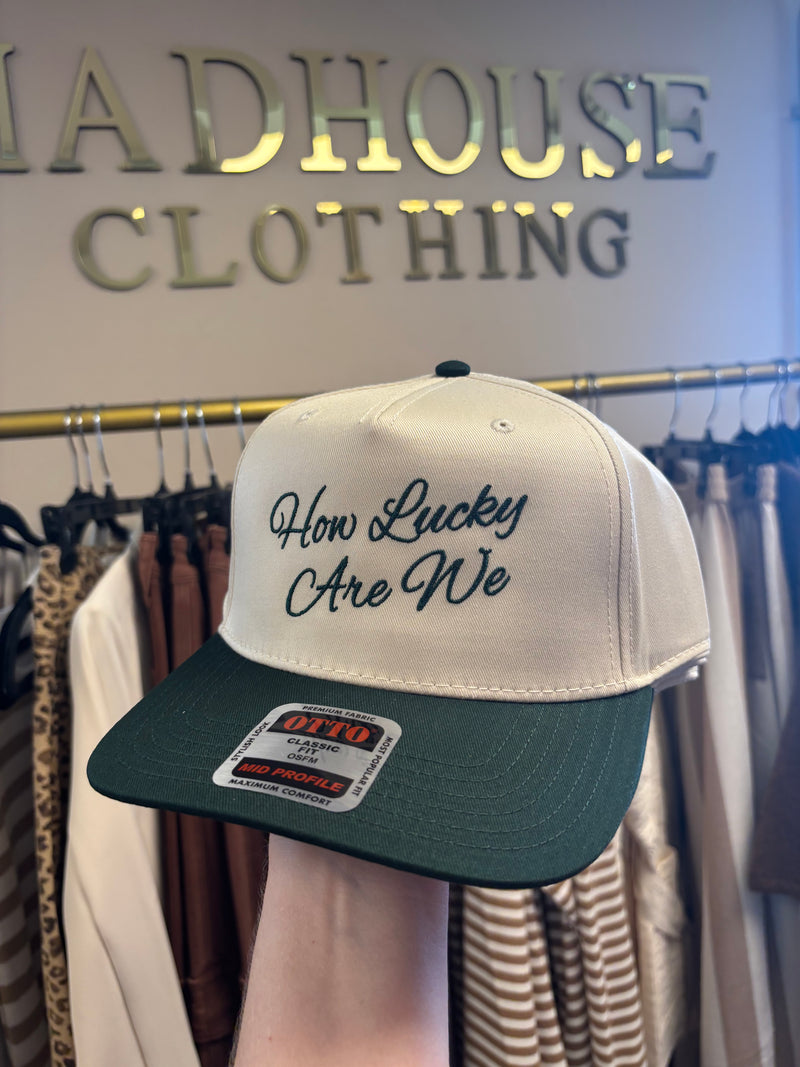 MADHOUSE
CLOTHING
How Lucky
Are We
PREMIUM FABRIC
STYLISH LOOK
OTTO
CLASSIC
FIT
OSFM
MID PROFILE
MAXIMUM COMFORT
MOST POPULAR FIT